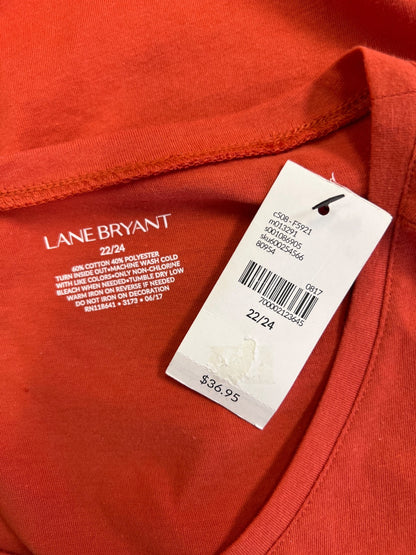 LANE BRYANT
22/24
60% COTTON 40% POLYESTER
TURN INSIDE OUT•MACHINE WASH COLD
WITH LIKE COLORS•ONLY NON-CHLORINE
BLEACH WHEN NEEDED•TUMBLE DRY LOW
WARM IRON ON REVERSE IF NEEDED
DO NOT IRON ON DECORATION
RN118641 • 3173 • 06/17
c508-F5921
m013291
s001086905
sku600254566
80954
0817
700002123645
22/24
$36.95